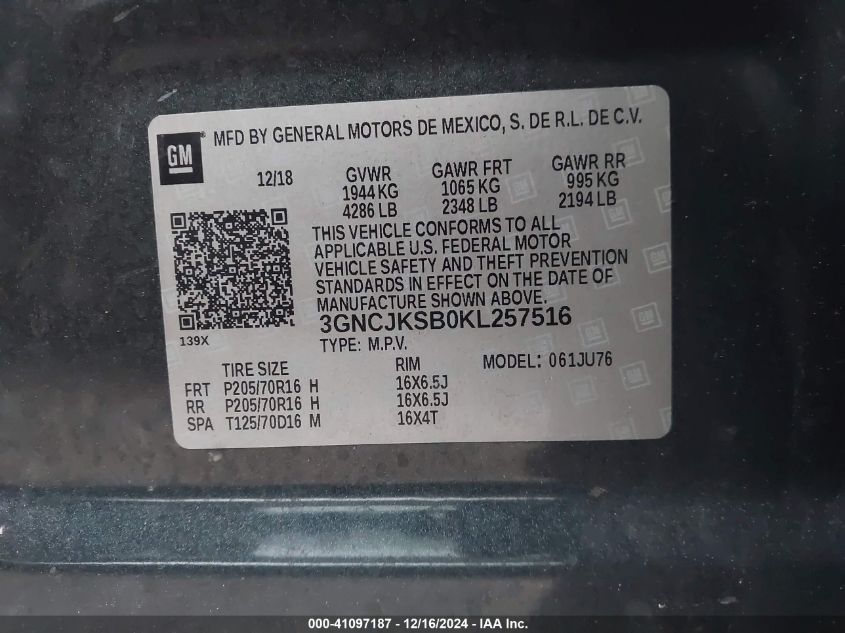 GM
MFD BY GENERAL MOTORS DE MEXICO, S. DE R.L. DE C.V.
12/18 GVWR GAWR FRT GAWR RR
1944 KG 1065 KG 995 KG
4286 LB 2348 LB 2194 LB
THIS VEHICLE CONFORMS TO ALL
APPLICABLE U.S. FEDERAL MOTOR
VEHICLE SAFETY AND THEFT PREVENTION
STANDARDS IN EFFECT ON THE DATE OF
MANUFACTURE SHOWN ABOVE.
139X
3GNCJKSB0KL257516
TYPE: M.P.V.
TIRE SIZE RIM MODEL: 061JU76
FRT P205/70R16 H 16X6.5J
RR P205/70R16 H 16X6.5J
SPA T125/70D16 M 16X4T
000-41097187 - 12/16/2024 - IAA Inc.